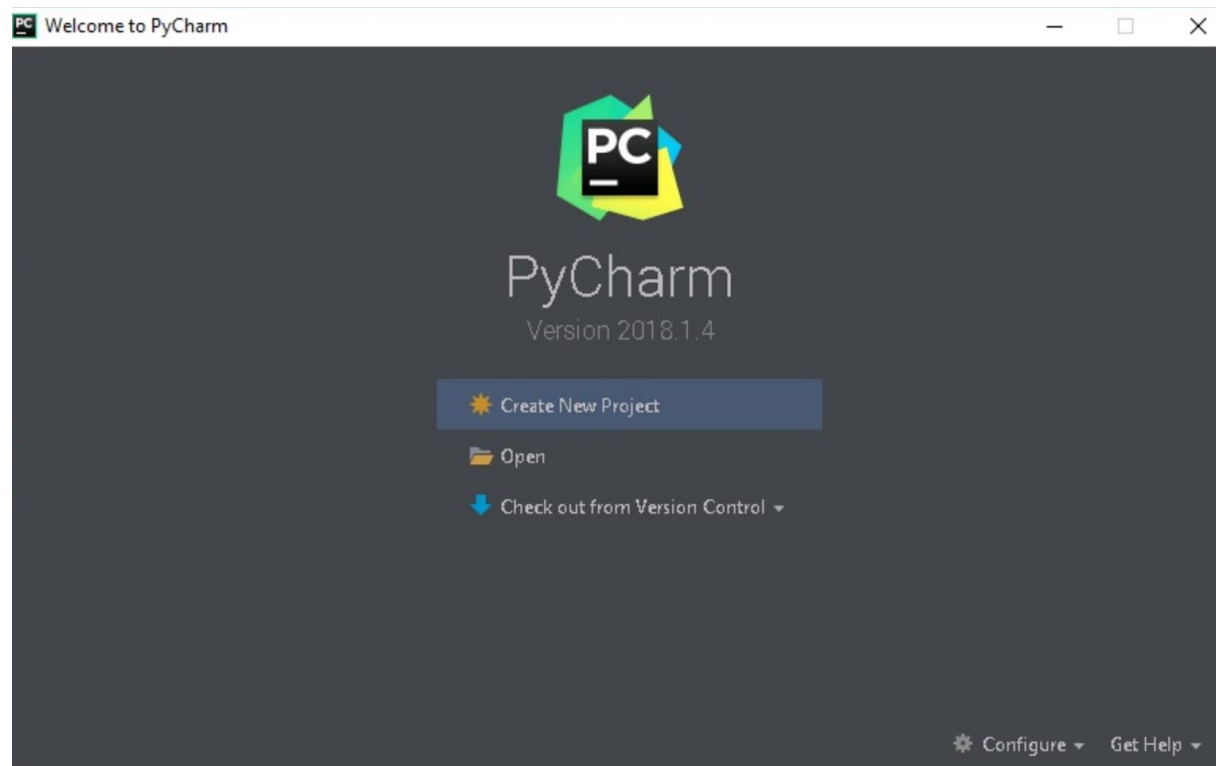 PC Welcome to PyCharm
PC
PyCharm
Version 2018.1.4
Create New Project
Open
Check out from Version Control
Configure Get Help